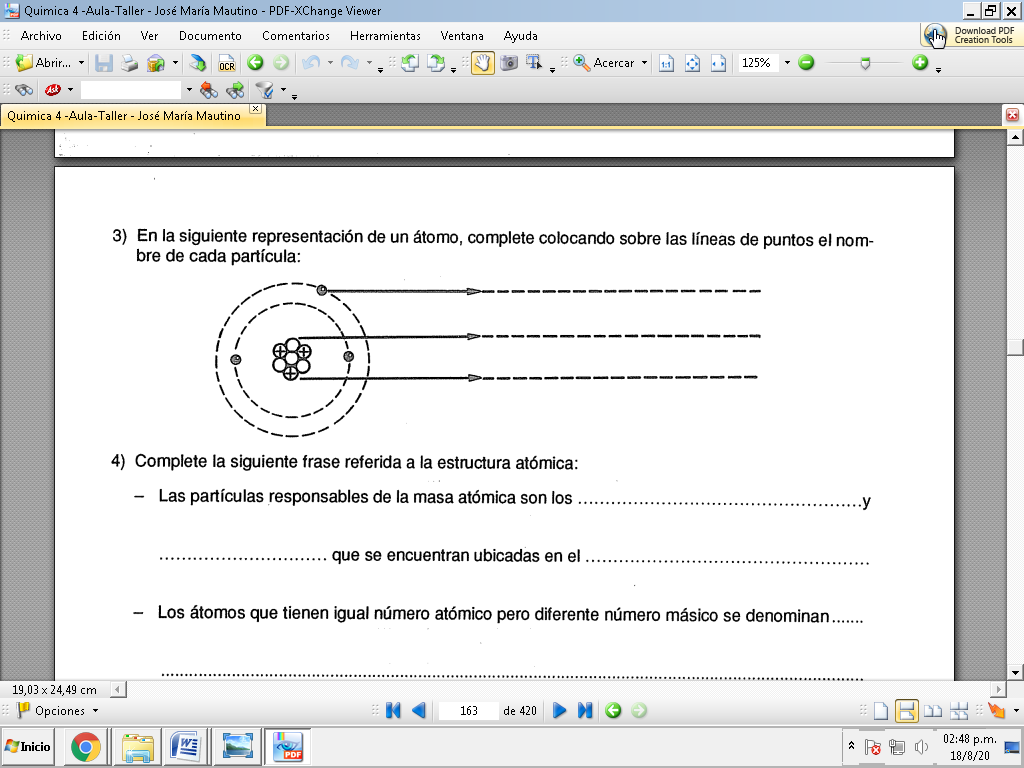 Quimica 4 -Aula-Taller - José María Mautino - PDF-XChange Viewer
Archivo Edición Ver Documento Comentarios Herramientas Ventana Ayuda
Download PDF
Creation Tools
Abrir... OCR Acercar 1:1 125%
Quimica 4 -Aula-Taller - José María Mautino
3) En la siguiente representación de un átomo, complete colocando sobre las líneas de puntos el nom-
bre de cada partícula:
4) Complete la siguiente frase referida a la estructura atómica:
– Las partículas responsables de la masa atómica son los ........................................................y
.............................. que se encuentran ubicadas en el ....................................................
– Los átomos que tienen igual número atómico pero diferente número másico se denominan.......
................................................................................................................................
19,03 x 24,49 cm
Opciones 163 de 420
Inicio PDF 02:48 p.m.
18/8/20